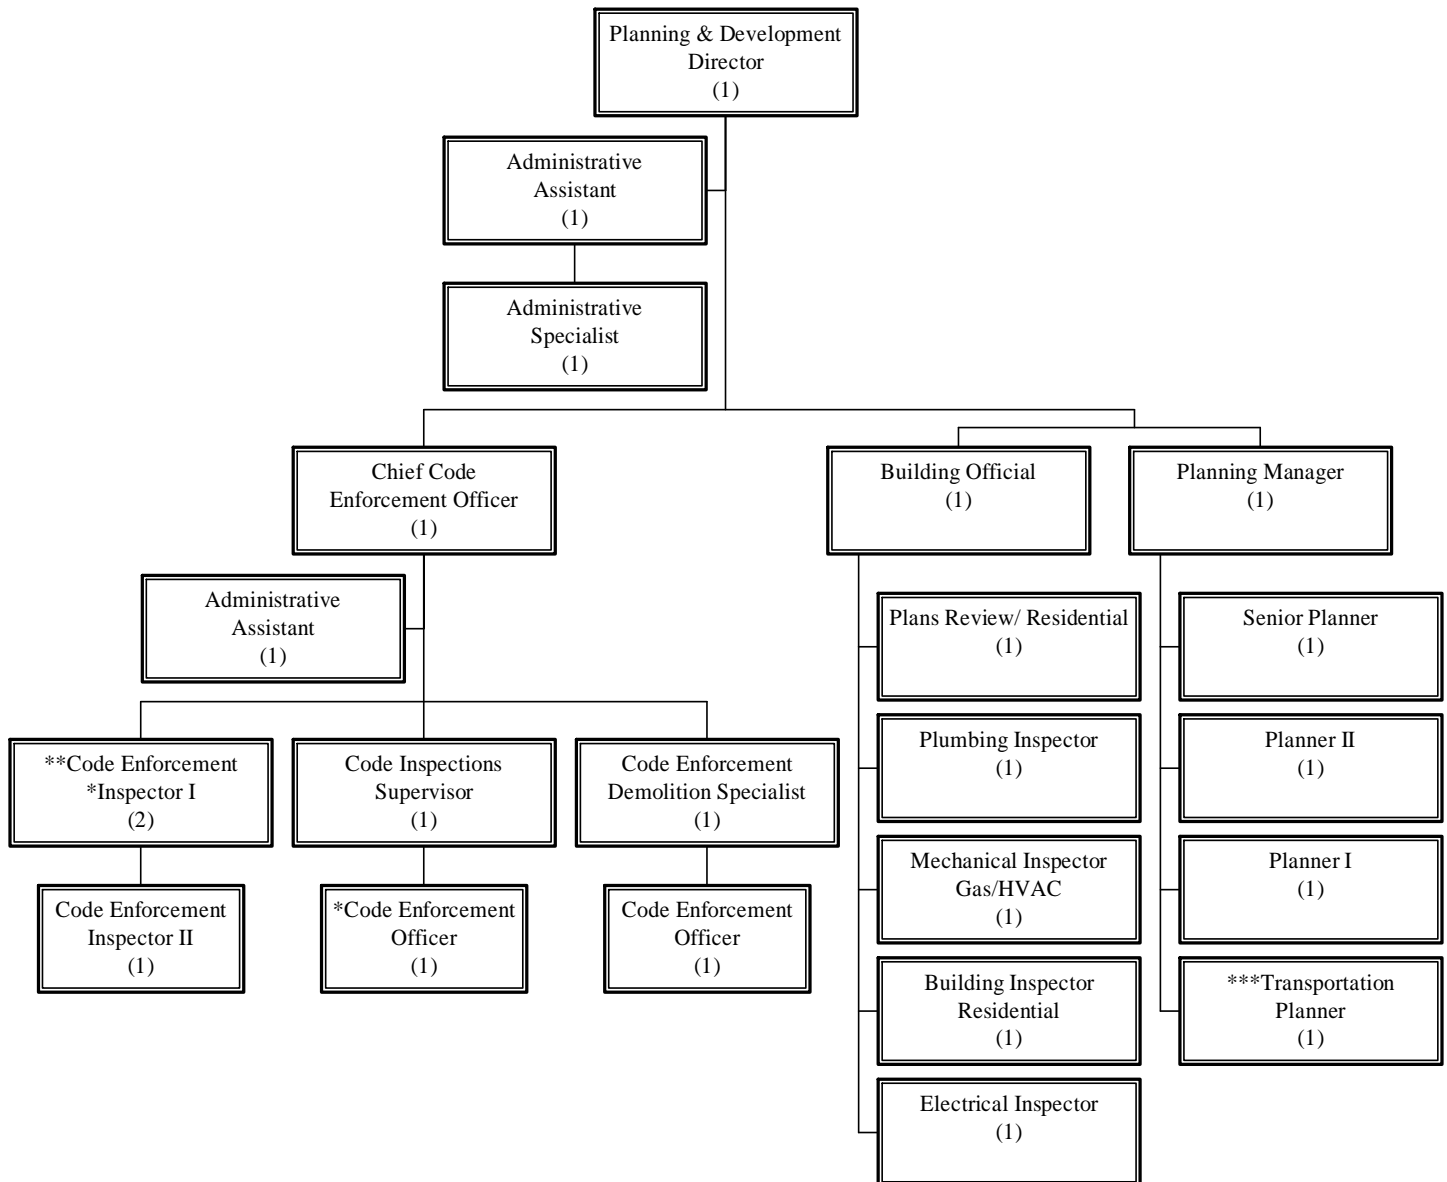 Planning & Development
Director
(1)
Administrative
Assistant
(1)
Administrative
Specialist
(1)
Chief Code
Enforcement Officer
(1)
Building Official
(1)
Planning Manager
(1)
Administrative
Assistant
(1)
Plans Review/ Residential
(1)
Senior Planner
(1)
**Code Enforcement
*Inspector I
(2)
Code Inspections
Supervisor
(1)
Code Enforcement
Demolition Specialist
(1)
Plumbing Inspector
(1)
Planner II
(1)
Code Enforcement
Inspector II
(1)
*Code Enforcement
Officer
(1)
Code Enforcement
Officer
(1)
Mechanical Inspector
Gas/HVAC
(1)
Planner I
(1)
Building Inspector
Residential
(1)
***Transportation
Planner
(1)
Electrical Inspector
(1)